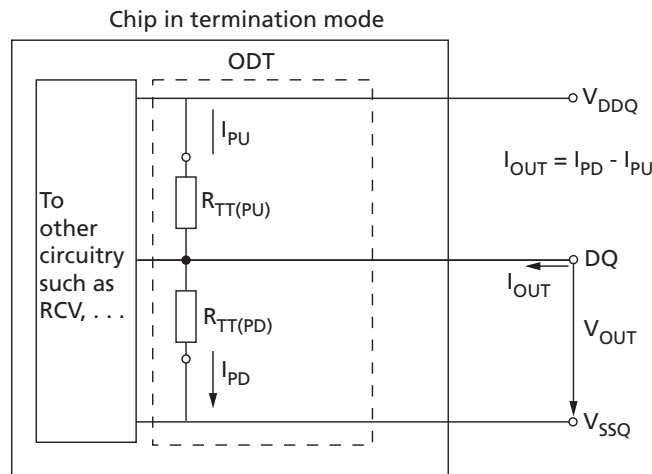 Chip in termination mode
ODT
V_DDQ
I_PU
I_OUT = I_PD - I_PU
R_TT(PU)
To
other
circuitry
such as
RCV, . . .
DQ
I_OUT
V_OUT
R_TT(PD)
I_PD
V_SSQ